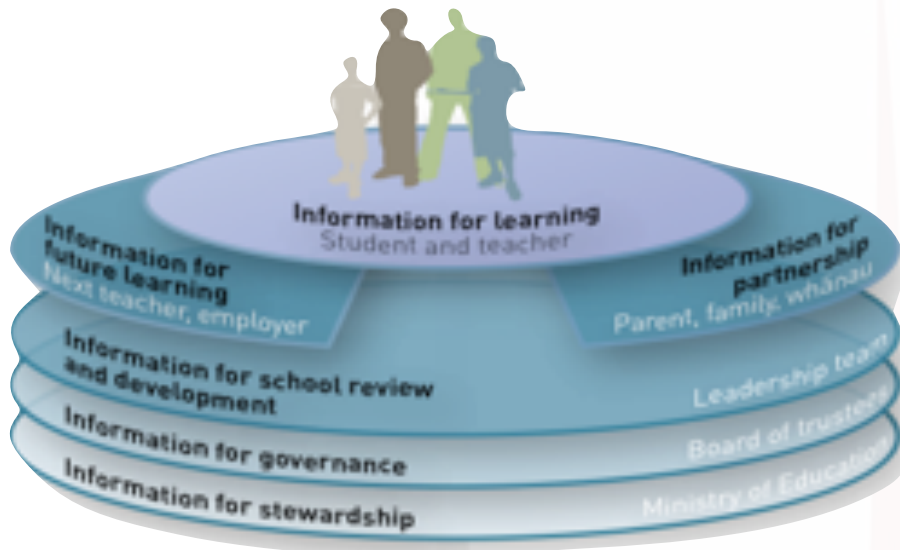 Information for learning
Student and teacher
Information for
future learning
Next teacher, employer
Information for
partnership
Parent, family, whānau
Information for school review
and development
Leadership team
Information for governance
Board of trustees
Information for stewardship
Ministry of Education